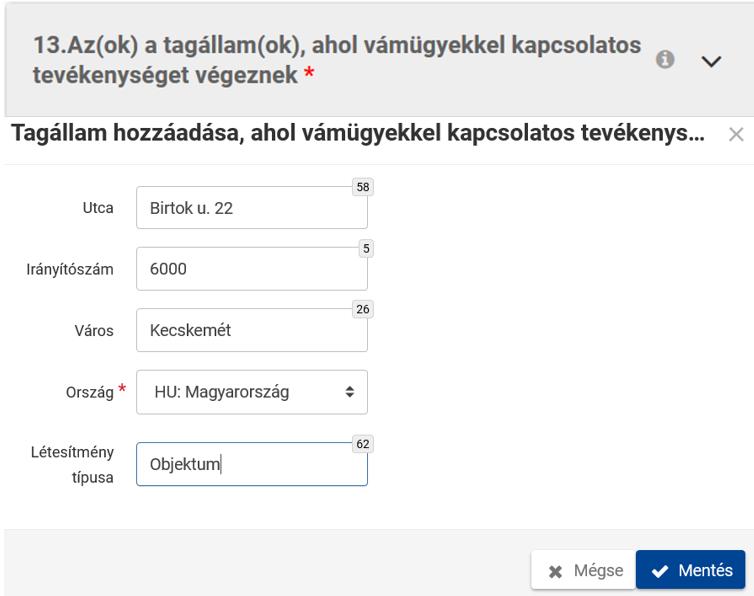 13.Az(ok) a tagállam(ok), ahol vámügyekkel kapcsolatos
tevékenységet végeznek *
Tagállam hozzáadása, ahol vámügyekkel kapcsolatos tevékenys...
58
Utca Birtok u. 22
5
Irányítószám 6000
26
Város Kecskemét
Ország * HU: Magyarország
62
Létesítmény
típusa
Objektum
Mégse Mentés